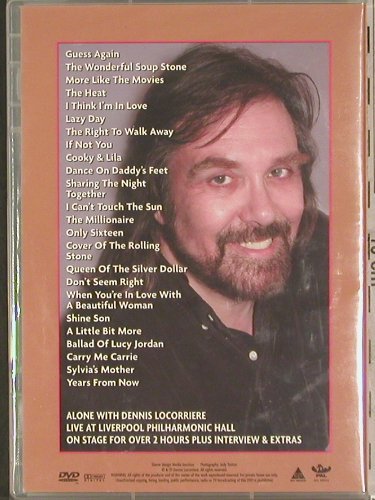 Guess Again
The Wonderful Soup Stone
More Like The Movies
The Heat
I Think I'm In Love
Lazy Day
The Right To Walk Away
If Not You
Cooky & Lila
Dance On Daddy's Feet
Sharing The Night
Together
I Can't Touch The Sun
The Millionaire
Only Sixteen
Cover Of The Rolling
Stone
Queen Of The Silver Dollar
Don't Seem Right
When You're In Love With
A Beautiful Woman
Shine Son
A Little Bit More
Ballad Of Lucy Jordan
Carry Me Carrie
Sylvia's Mother
Years From Now
ALONE WITH DENNIS LOCORRIERE
LIVE AT LIVERPOOL PHILHARMONIC HALL
ON STAGE FOR OVER 2 HOURS PLUS INTERVIEW & EXTRAS
DVD
PAL